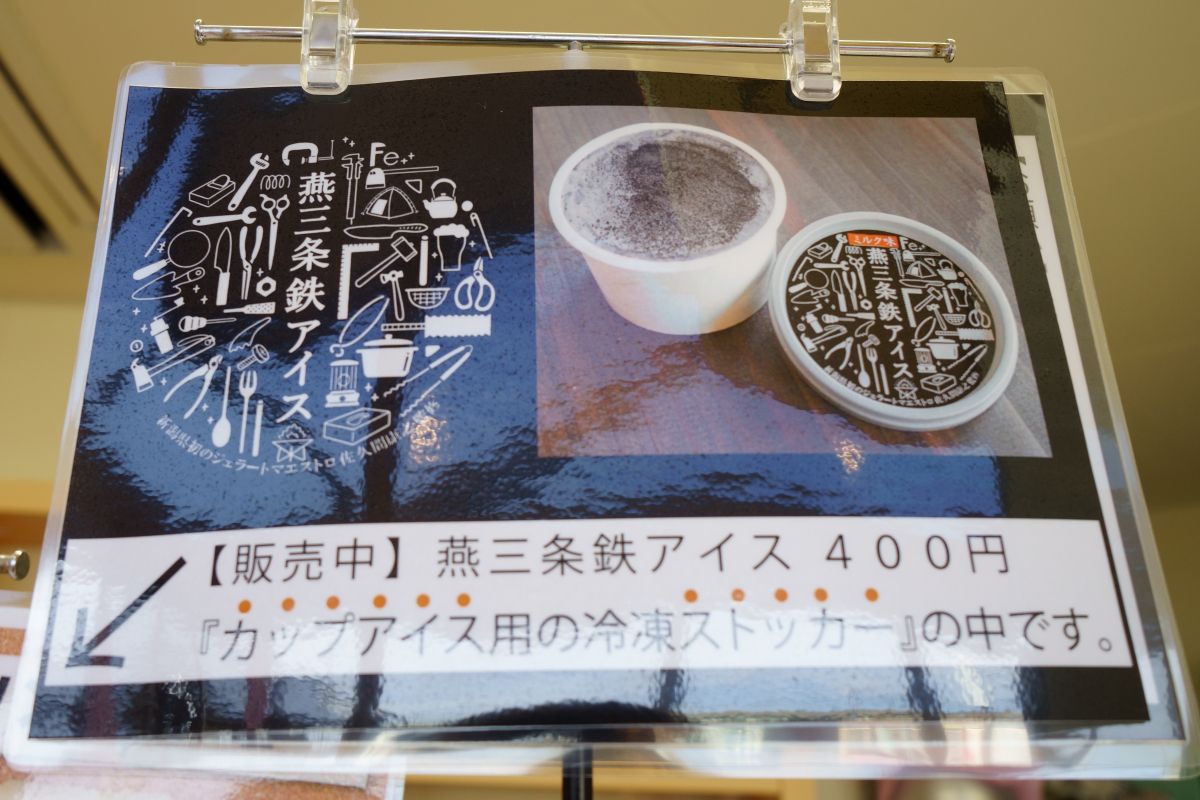 Fe
燕三条鉄アイス
新潟県初のジェラートマエストロ 佐久間
ミルク味
Fe
燕三条鉄アイス
【販売中】 燕三条鉄アイス 400円
『カップアイス用の冷凍ストッカー』の中です。